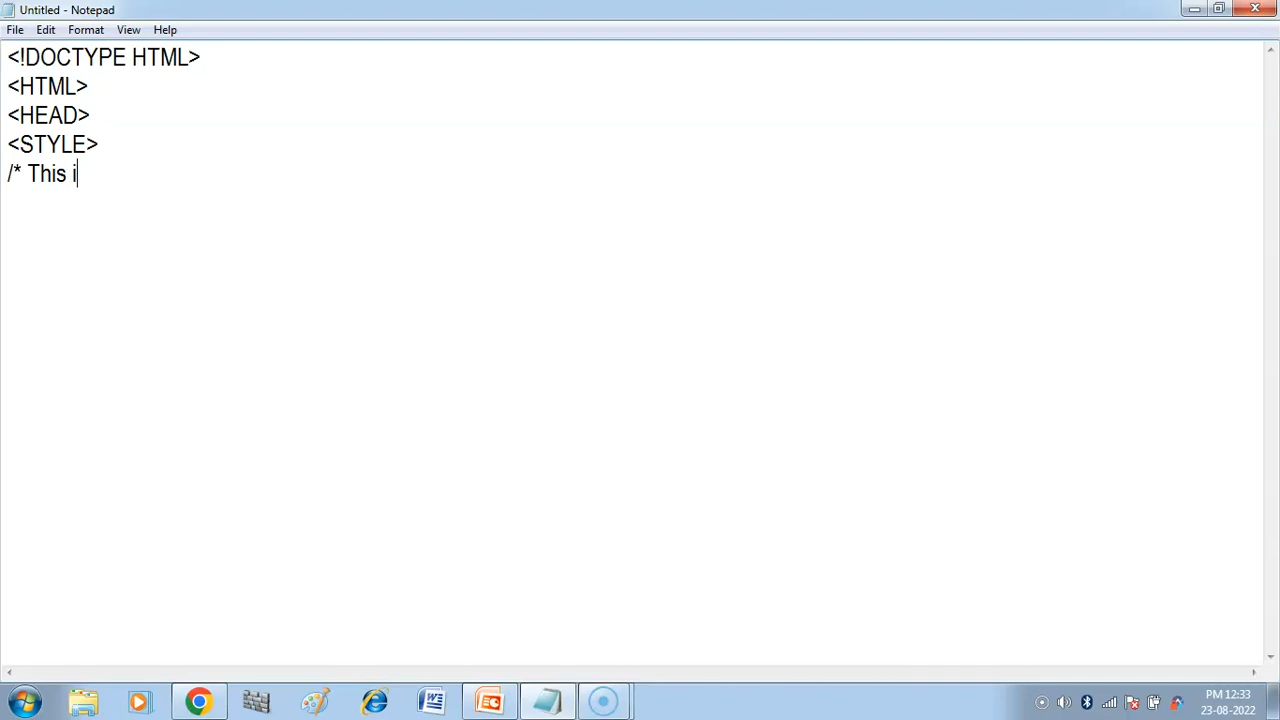 Untitled - Notepad
File Edit Format View Help
<!DOCTYPE HTML>
<HTML>
<HEAD>
<STYLE>
/* This i
PM 12:33
23-08-2022